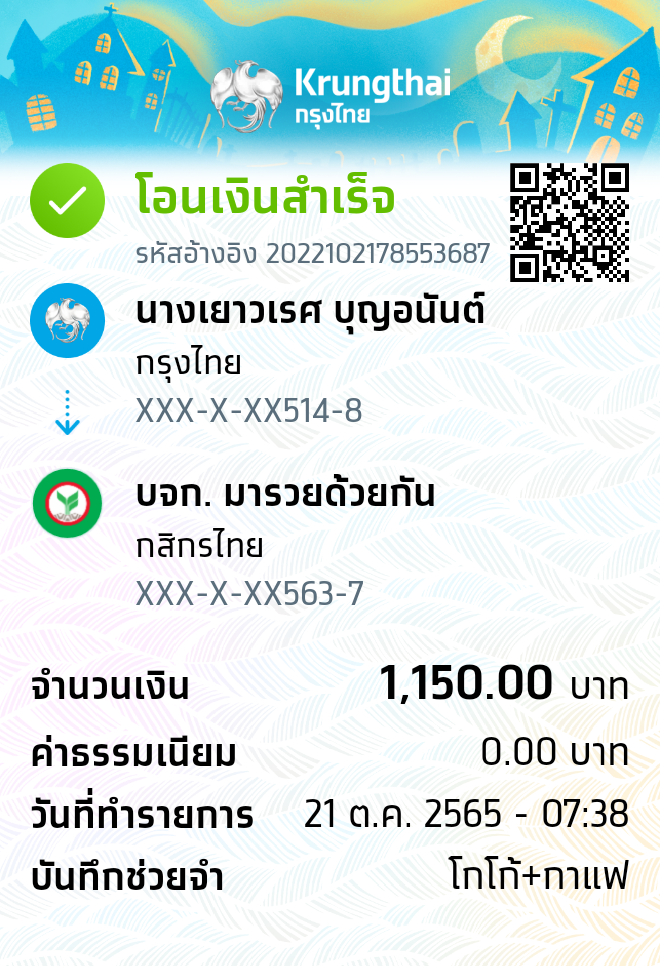 Krungthai
กรุงไทย
โอนเงินสำเร็จ
รหัสอ้างอิง 2022102178553687
นางเยาวเรศ บุญอนันต์
กรุงไทย
XXX-X-XX514-8
บจก. มารวยด้วยกัน
กสิกรไทย
XXX-X-XX563-7
จำนวนเงิน 1,150.00 บาท
ค่าธรรมเนียม 0.00 บาท
วันที่ทำรายการ 21 ต.ค. 2565 - 07:38
บันทึกช่วยจำ โกโก้+กาแฟ